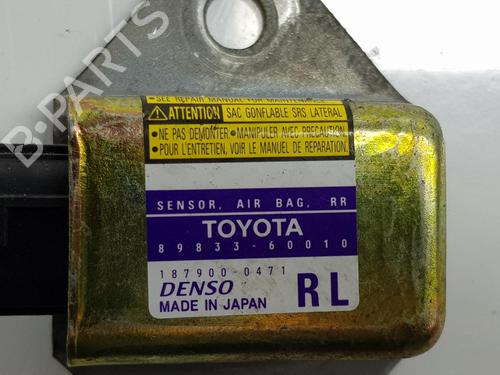 B-PARTS
•SEE REPAIR MANUAL FOR MAINTENANCE
ATTENTION SAC GONFLABLE SRS LATERAL
•NE PAS DEMONTER. •MANIPULER AVEC PRECAUTION.
•POUR L'ENTRETIEN, VOIR LE MANUEL DE REPARATION.
SENSOR, AIR BAG, RR
TOYOTA
89833-60010
187900-0471
DENSO
MADE IN JAPAN
RL